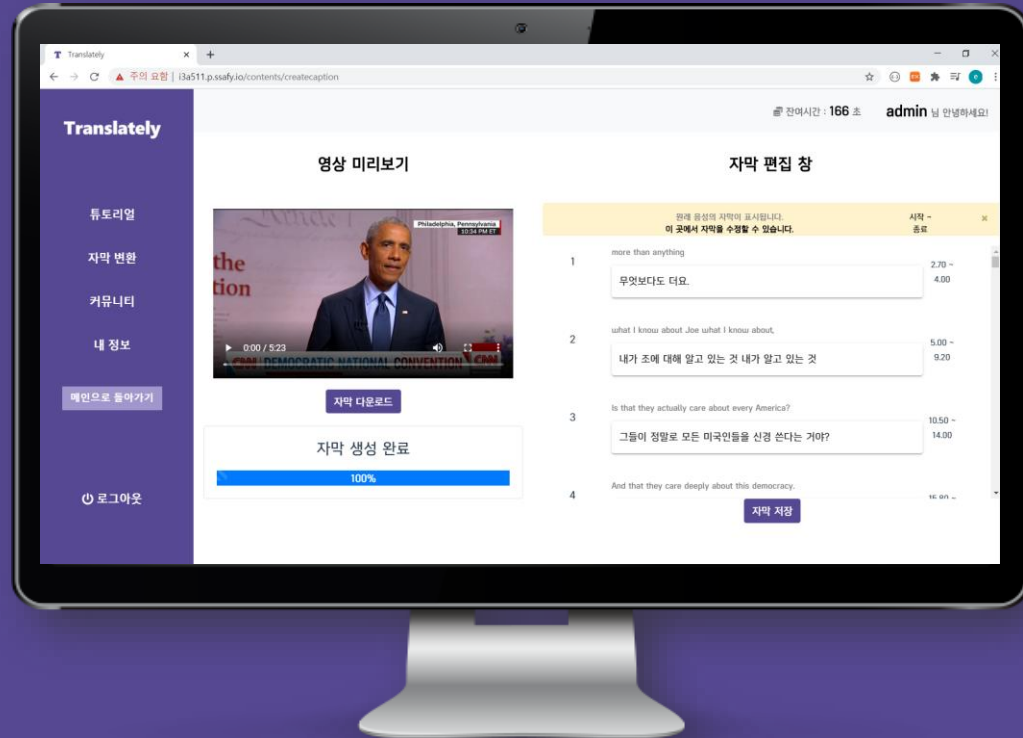 Translately
주의 요함 | i3a511.p.ssafy.io/contents/createcaption
잔여시간 : 166 초
admin 님 안녕하세요!
Translately
튜토리얼
자막 변환
커뮤니티
내 정보
메인으로 돌아가기
로그아웃
영상 미리보기
the
tion
Philadelphia, Pennsylvania
10:34 PM ET
0:00 / 5:23
DEMOCRATIC NATIONAL CONVENTION
CNN
자막 다운로드
자막 생성 완료
100%
자막 편집 창
원래 음성의 자막이 표시됩니다.
이 곳에서 자막을 수정할 수 있습니다.
시작 ~
종료
1
more than anything
무엇보다도 더요.
2.70 ~
4.00
2
what I know about Joe what I know about,
내가 조에 대해 알고 있는 것 내가 알고 있는 것
5.00 ~
9.20
3
Is that they actually care about every America?
그들이 정말로 모든 미국인들을 신경 쓴다는 거야?
10.50 ~
14.00
4
And that they care deeply about this democracy.
자막 저장